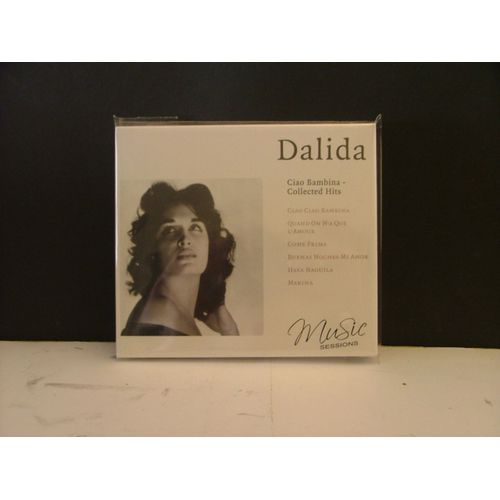 Dalida
Ciao Bambina -
Collected Hits
Ciao Ciao Bambina
Quand On N'a Que
L'Amour
Come Prima
Buenas Noches Mi Amor
Hava Naguila
Marina
Music
SESSIONS